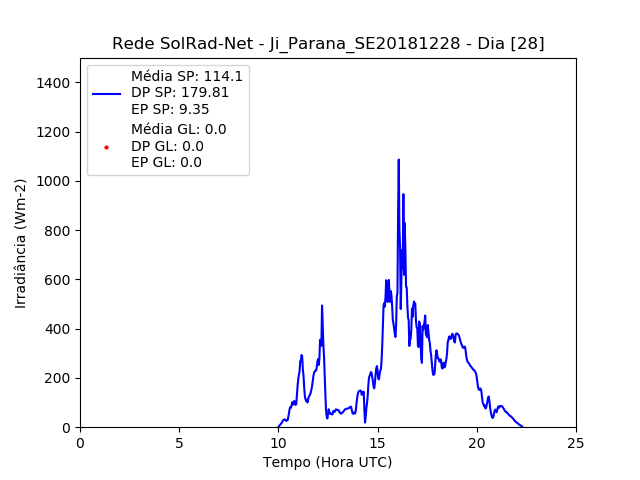 Rede SolRad-Net - Ji_Parana_SE20181228 - Dia [28]
Média SP: 114.1
DP SP: 179.81
EP SP: 9.35
Média GL: 0.0
DP GL: 0.0
EP GL: 0.0
1400
1200
1000
800
600
400
200
0
Irradiância (Wm-2)
0 5 10 15 20 25
Tempo (Hora UTC)